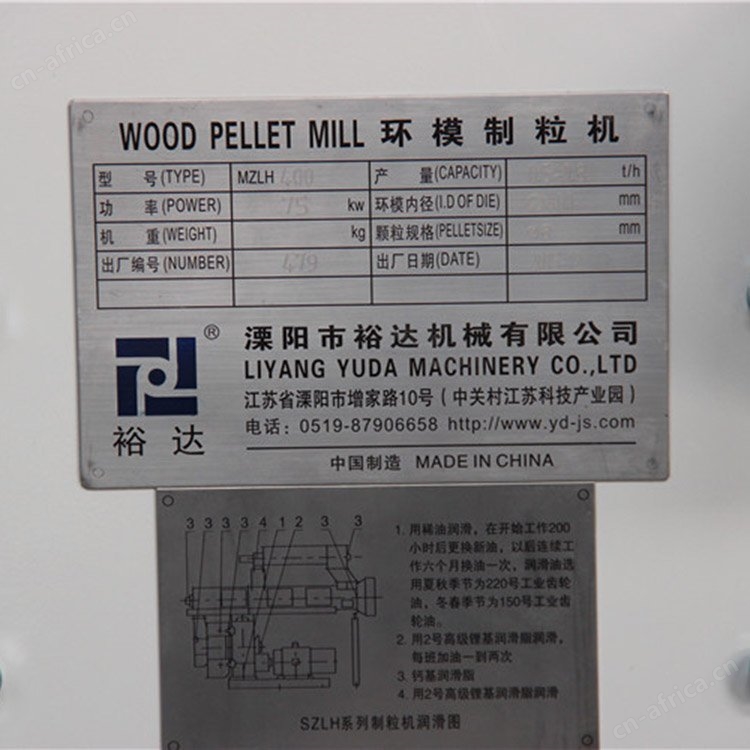 WOOD PELLET MILL 环模制粒机
型 号(TYPE) MZLH 400 产 量(CAPACITY) t/h
功 率(POWER) 75 kw 环模内径(I.D OF DIE) mm
机 重(WEIGHT) kg 颗粒规格(PELLETSIZE) mm
出厂编号(NUMBER) 479 出厂日期(DATE)
®
溧阳市裕达机械有限公司
LIYANG YUDA MACHINERY CO.,LTD
江苏省溧阳市增家路10号(中关村江苏科技产业园)
电话:0519-87906658 http://www.yd-js.com
裕达
中国制造 MADE IN CHINA
3 3 3 3 4 1 2 3 3
1. 用稀油润滑,在开始工作200
小时后更换新油,以后连续工
作六个月换油一次,润滑油选
用夏秋季节为220号工业齿轮
油,冬春季节为150号工业齿
轮油。
2. 用2号高级锂基润滑脂润滑,
每班加油一到两次
3. 钙基润滑脂
4. 用2号高级锂基润滑脂润滑
SZLH系列制粒机润滑图
cn-africa.cn
cn-africa.cn